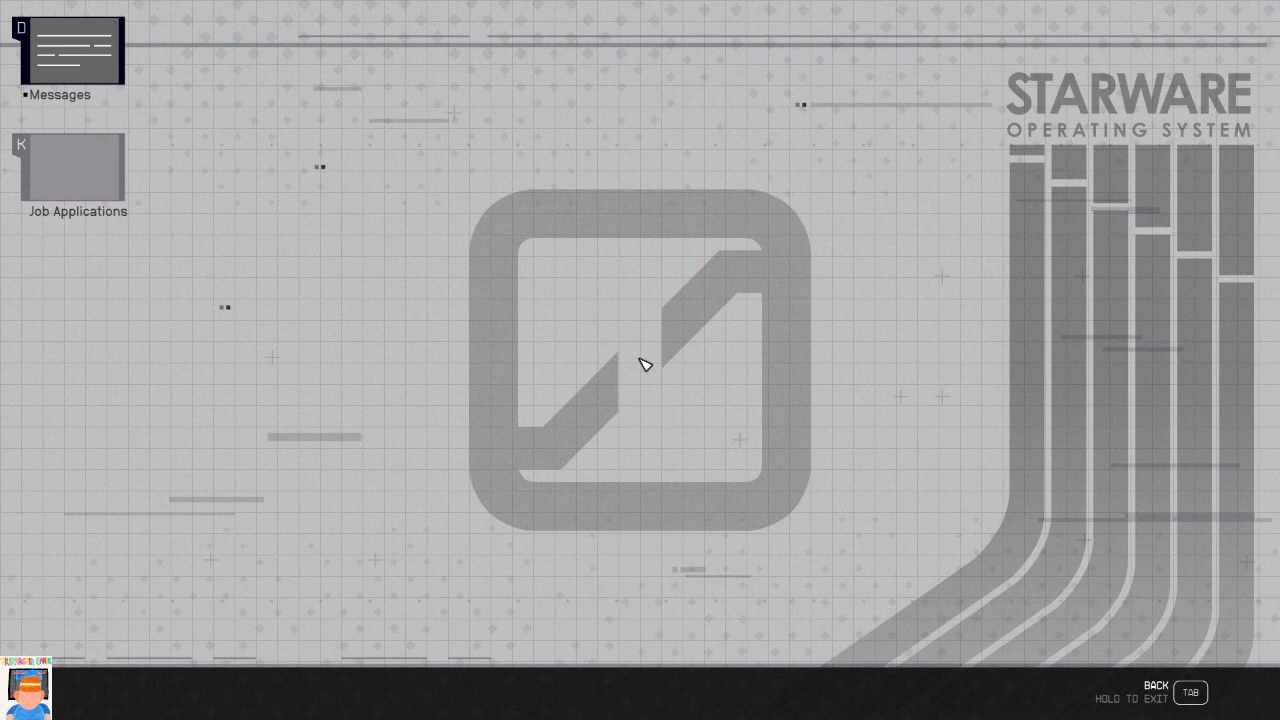 D
Messages
K
Job Applications
STARWARE
OPERATING SYSTEM
BACK
HOLD TO EXIT
TAB